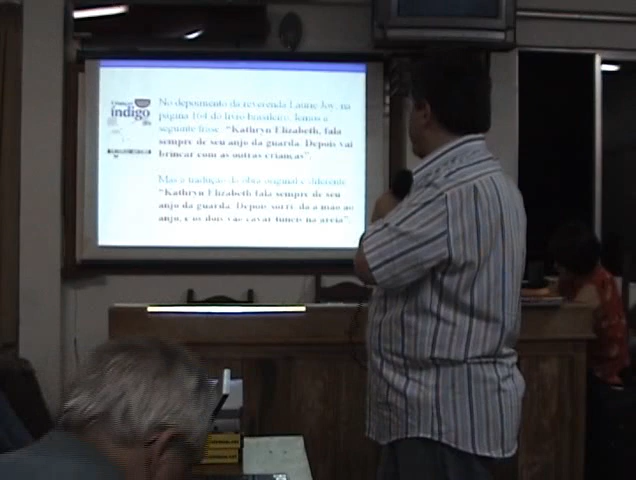 Crianças
índigo
No depoimento da reverenda Laurie Joy, na
página 164 do livro brasileiro, lemos a
seguinte frase: "Kathryn Elizabeth, fala
sempre de seu anjo da guarda. Depois vai
brincar com as outras crianças".
Mas a tradução da obra original é diferente
"Kathryn Elizabeth fala sempre de seu
anjo da guarda. Depois sorri, dá a mão ao
anjo, e os dois vão cavar túneis na areia".